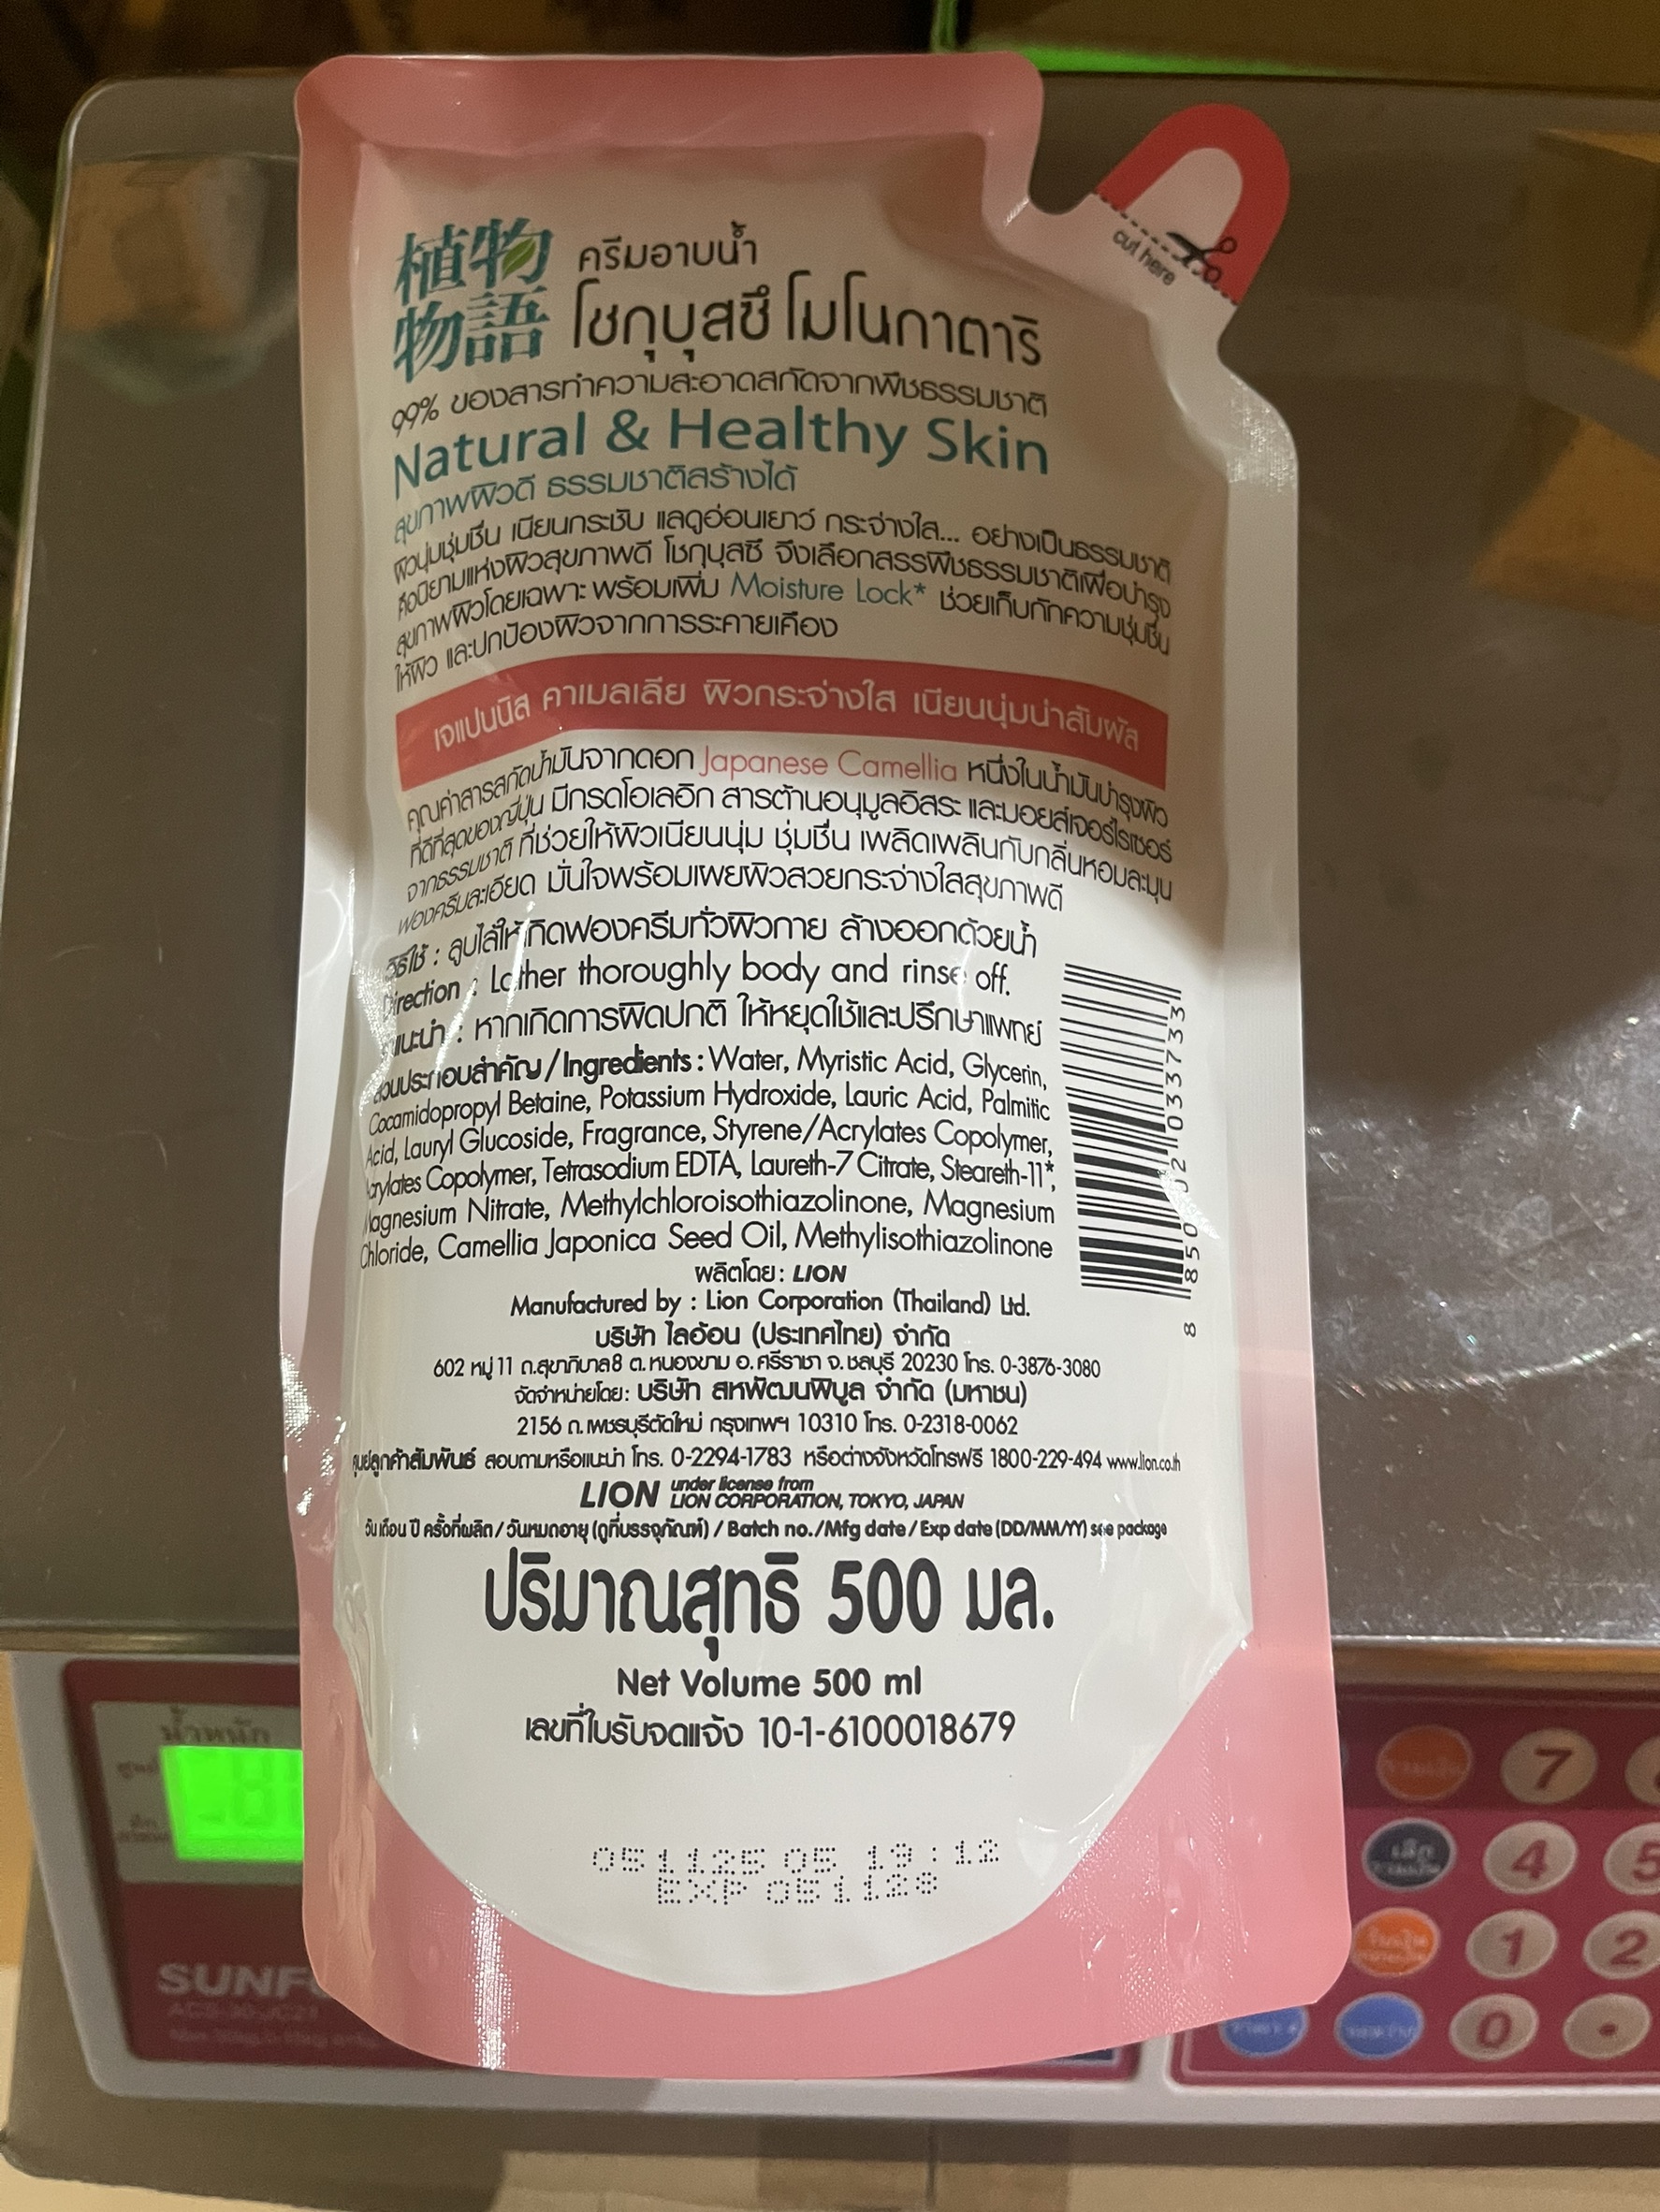 植物
物語
ครีมอาบน้ำ
โชกุบุสซึ โมโนกาตาริ
99% ของสารทำความสะอาดสกัดจากพืชธรรมชาติ
Natural & Healthy Skin
สุขภาพผิวดี ธรรมชาติสร้างได้
ผิวนุ่มชุ่มชื่น เนียนกระชับ แลดูอ่อนเยาว์ กระจ่างใส... อย่างเป็นธรรมชาติ
คือนิยามแห่งผิวสุขภาพดี โชกุบุสซึ จึงเลือกสรรพืชธรรมชาติเพื่อบำรุง
สุขภาพผิวโดยเฉพาะ พร้อมเพิ่ม Moisture Lock* ช่วยเก็บกักความชุ่มชื่น
ให้ผิว และปกป้องผิวจากการระคายเคือง
เจแปนนิส คาเมลเลีย ผิวกระจ่างใส เนียนนุ่มน่าสัมผัส
คุณค่าสารสกัดน้ำมันจากดอก Japanese Camellia หนึ่งในน้ำมันบำรุงผิว
ที่ดีที่สุดของญี่ปุ่น มีกรดโอเลอิก สารต้านอนุมูลอิสระ และมอยส์เจอร์ไรเซอร์
จากธรรมชาติ ที่ช่วยให้ผิวเนียนนุ่ม ชุ่มชื่น เพลิดเพลินกับกลิ่นหอมละมุน
ฟองครีมละเอียด มั่นใจพร้อมเผยผิวสวยกระจ่างใสสุขภาพดี
วิธีใช้ : ลูบไล้ให้เกิดฟองครีมทั่วผิวกาย ล้างออกด้วยน้ำ
Direction : Lather thoroughly body and rinse off.
แนะนำ : หากเกิดการผิดปกติ ให้หยุดใช้และปรึกษาแพทย์
ส่วนประกอบสำคัญ/Ingredients : Water, Myristic Acid, Glycerin,
Cocamidopropyl Betaine, Potassium Hydroxide, Lauric Acid, Palmitic
Acid, Lauryl Glucoside, Fragrance, Styrene/Acrylates Copolymer,
Acrylates Copolymer, Tetrasodium EDTA, Laureth-7 Citrate, Steareth-11*,
Magnesium Nitrate, Methylchloroisothiazolinone, Magnesium
Chloride, Camellia Japonica Seed Oil, Methylisothiazolinone
ผลิตโดย: LION
Manufactured by : Lion Corporation (Thailand) Ltd.
บริษัท ไลอ้อน (ประเทศไทย) จำกัด
602 หมู่ 11 ถ.สุขาภิบาล8 ต.หนองขาม อ.ศรีราชา จ.ชลบุรี 20230 โทร. 0-3876-3080
จัดจำหน่ายโดย: บริษัท สหพัฒนพิบูล จำกัด (มหาชน)
2156 ถ.เพชรบุรีตัดใหม่ กรุงเทพฯ 10310 โทร. 0-2318-0062
ศูนย์ลูกค้าสัมพันธ์ สอบถามหรือแนะนำ โทร. 0-2294-1783 หรือต่างจังหวัดโทรฟรี 1800-229-494 www.lion.co.th
LION under license from
LION CORPORATION, TOKYO, JAPAN
วัน เดือน ปี ครั้งที่ผลิต / วันหมดอายุ (ดูที่บรรจุภัณฑ์) / Batch no./Mfg date / Exp date (DD/MM/YY) see package
ปริมาณสุทธิ 500 มล.
Net Volume 500 ml
เลขที่ใบรับจดแจ้ง 10-1-6100018679
051125 05 19:12
EXP 051128
cut here
8 850 002 033733
น้ำหนัก
SUNF
7
4
5
1
2
0